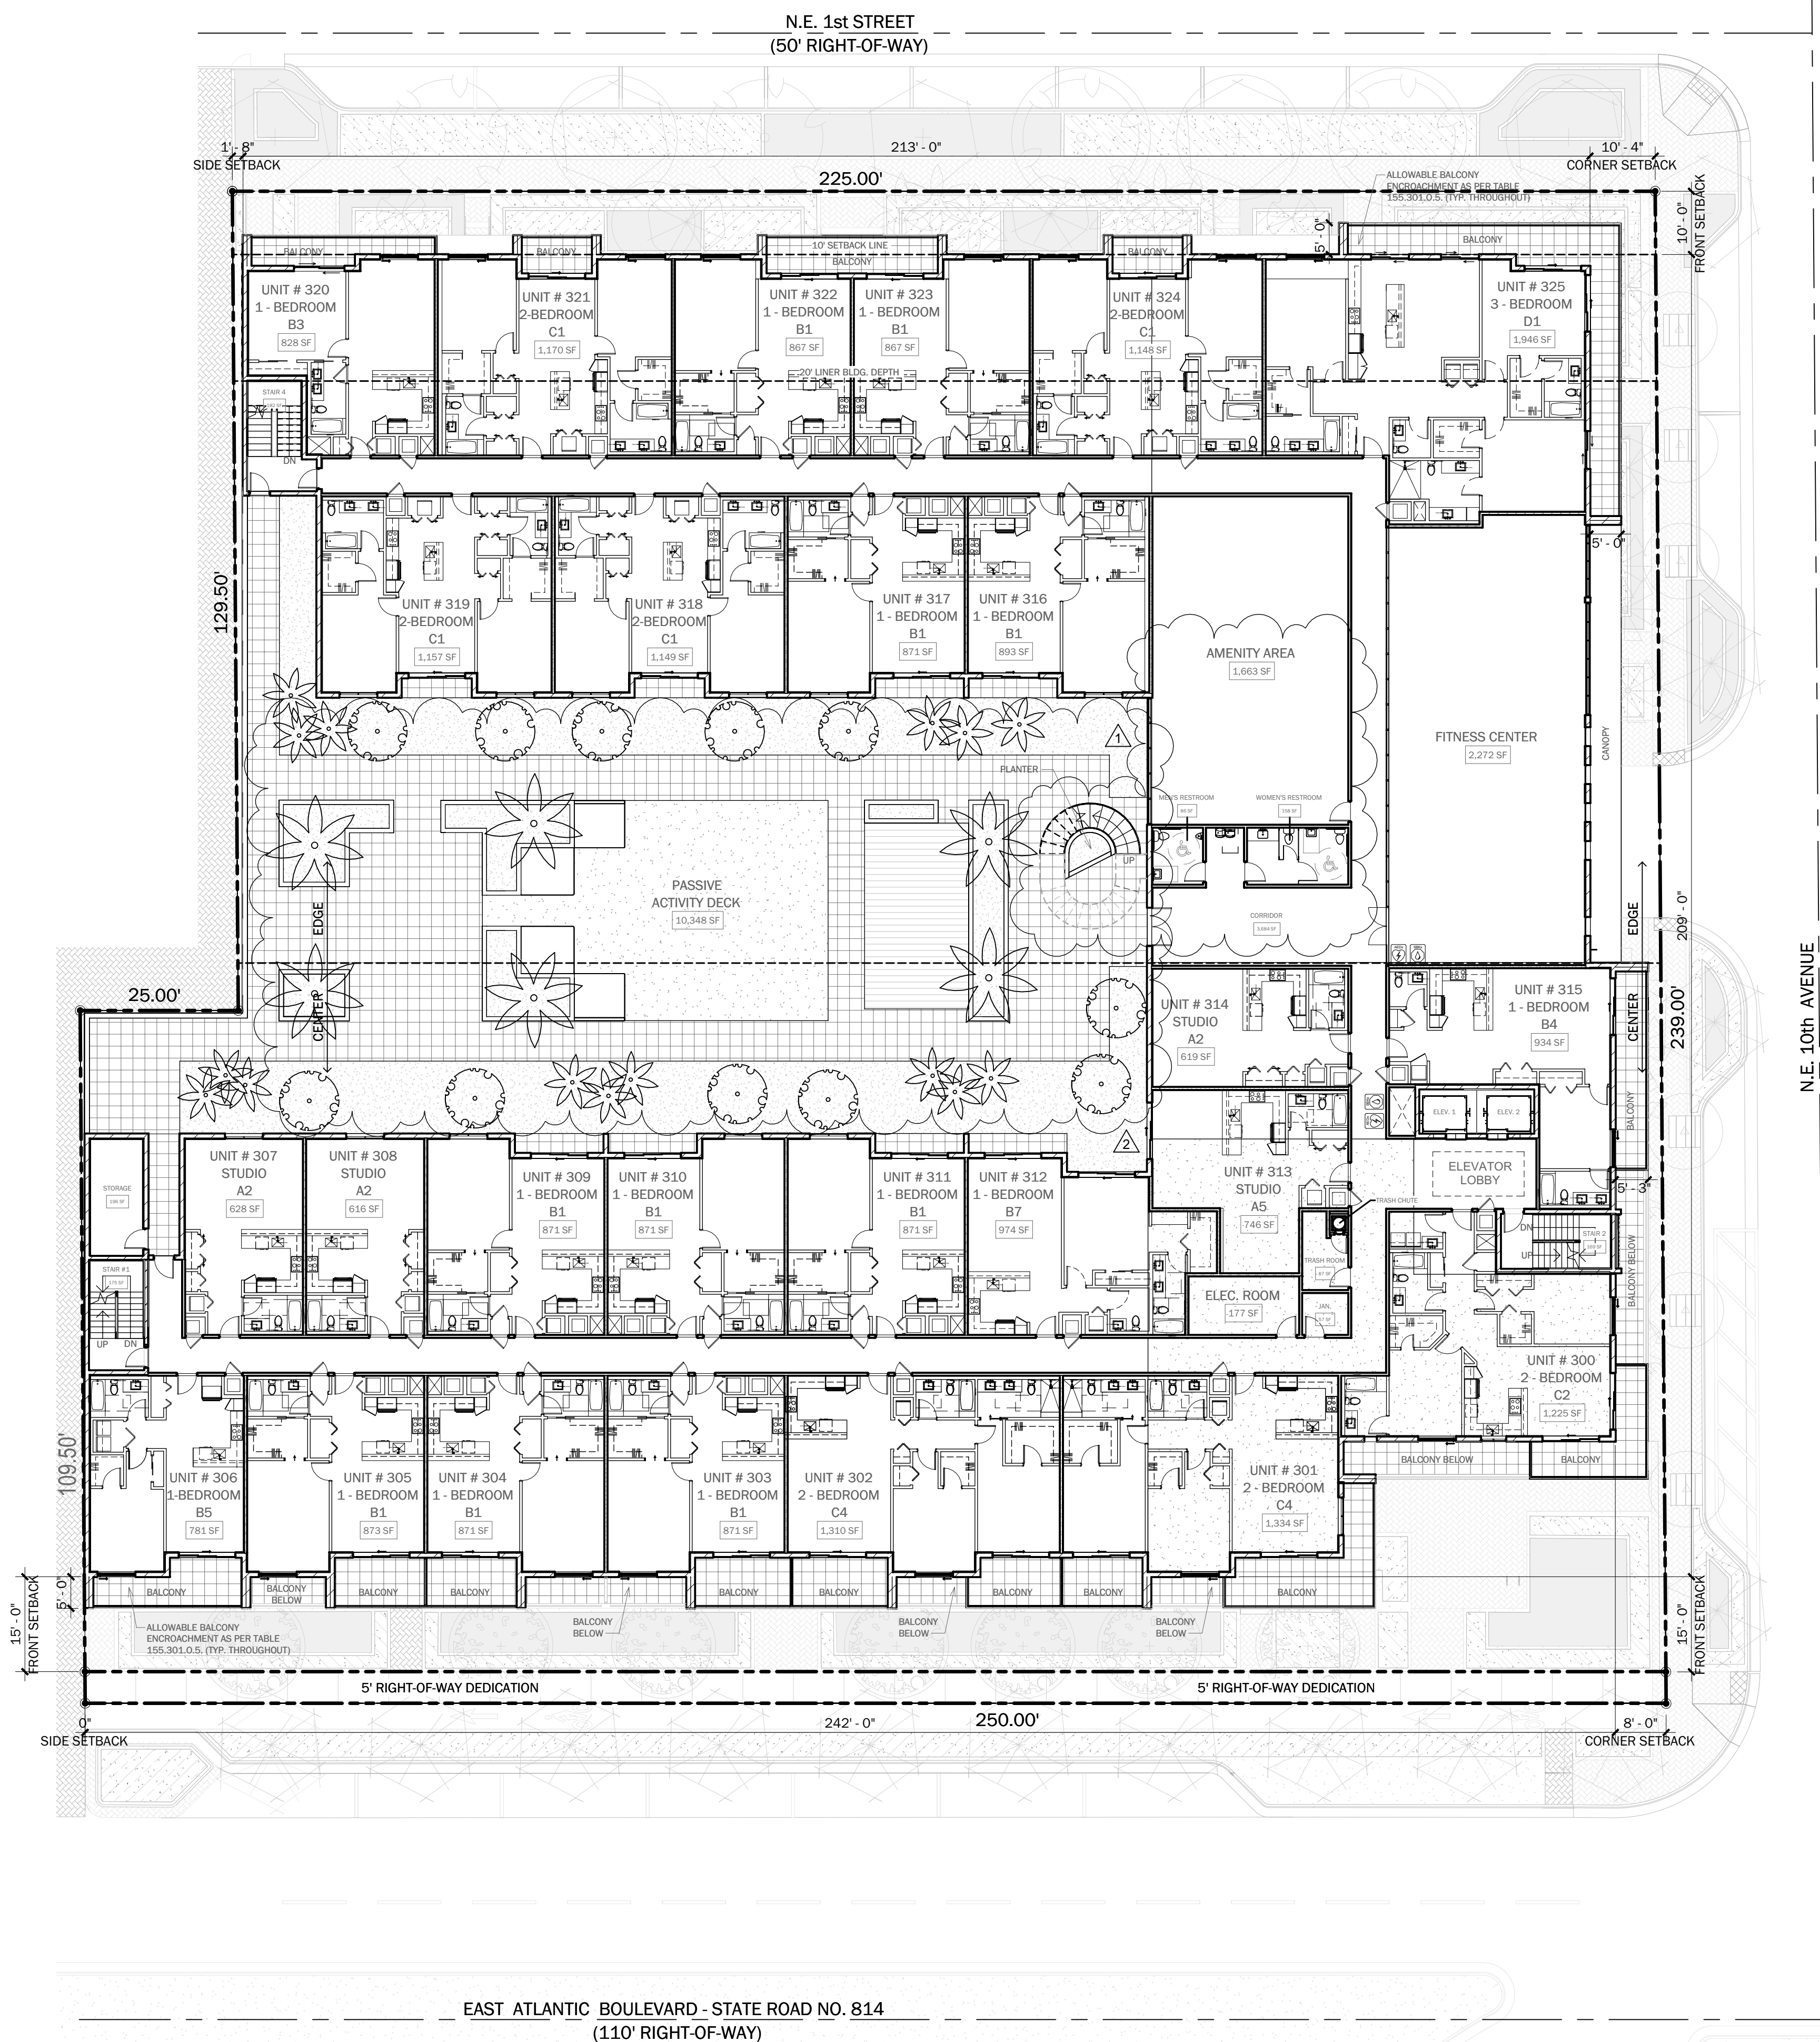 N.E. 1st STREET
(50' RIGHT-OF-WAY)
1' - 8"
SIDE SETBACK
213' - 0"
10' - 4"
CORNER SETBACK
225.00'
ALLOWABLE BALCONY
ENCROACHMENT AS PER TABLE
155.301.O.5. (TYP. THROUGHOUT)
10' - 0"
FRONT SETBACK
5' - 0"
BALCONY
BALCONY
10' SETBACK LINE
BALCONY
BALCONY
BALCONY
UNIT # 320
1 - BEDROOM
B3
828 SF
UNIT # 321
2-BEDROOM
C1
1,170 SF
UNIT # 322
1 - BEDROOM
B1
867 SF
UNIT # 323
1 - BEDROOM
B1
867 SF
UNIT # 324
2-BEDROOM
C1
1,148 SF
UNIT # 325
3 - BEDROOM
D1
1,946 SF
20' LINER BLDG. DEPTH
STAIR 4
DN
129.50'
UNIT # 319
2-BEDROOM
C1
1,157 SF
UNIT # 318
2-BEDROOM
C1
1,149 SF
UNIT # 317
1 - BEDROOM
B1
871 SF
UNIT # 316
1 - BEDROOM
B1
893 SF
AMENITY AREA
1,663 SF
5' - 0"
FITNESS CENTER
2,272 SF
CANOPY
1
PLANTER
MEN'S RESTROOM
WOMEN'S RESTROOM
UP
PASSIVE
ACTIVITY DECK
10,348 SF
CORRIDOR
3,684 SF
EDGE
CENTER
EDGE
CENTER
209' - 0"
239.00'
N.E. 10th AVENUE
25.00'
UNIT # 314
STUDIO
A2
619 SF
UNIT # 315
1 - BEDROOM
B4
934 SF
ELEV. 1
ELEV. 2
BALCONY
2
ELEVATOR
LOBBY
5' - 3"
STORAGE
UNIT # 307
STUDIO
A2
628 SF
UNIT # 308
STUDIO
A2
616 SF
UNIT # 309
1 - BEDROOM
B1
871 SF
UNIT # 310
1 - BEDROOM
B1
871 SF
UNIT # 311
1 - BEDROOM
B1
871 SF
UNIT # 312
1 - BEDROOM
B7
974 SF
UNIT # 313
STUDIO
A5
746 SF
TRASH CHUTE
TRASH ROOM
ELEC. ROOM
177 SF
JAN.
DN
UP
STAIR 2
BALCONY BELOW
STAIR #1
175 SF
UP
DN
109.50'
UNIT # 306
1-BEDROOM
B5
781 SF
UNIT # 305
1 - BEDROOM
B1
873 SF
UNIT # 304
1 - BEDROOM
B1
871 SF
UNIT # 303
1 - BEDROOM
B1
871 SF
UNIT # 302
2 - BEDROOM
C4
1,310 SF
UNIT # 301
2 - BEDROOM
C4
1,334 SF
UNIT # 300
2 - BEDROOM
C2
1,225 SF
BALCONY BELOW
BALCONY
BALCONY
BALCONY
BELOW
BALCONY
BALCONY
BALCONY
BELOW
BALCONY
BALCONY
BALCONY
BELOW
BALCONY
BALCONY
BALCONY
BELOW
BALCONY
5' - 0"
15' - 0"
FRONT SETBACK
ALLOWABLE BALCONY
ENCROACHMENT AS PER TABLE
155.301.O.5. (TYP. THROUGHOUT)
15' - 0"
FRONT SETBACK
5' RIGHT-OF-WAY DEDICATION
5' RIGHT-OF-WAY DEDICATION
0"
SIDE SETBACK
242' - 0"
250.00'
8' - 0"
CORNER SETBACK
EAST ATLANTIC BOULEVARD - STATE ROAD NO. 814
(110' RIGHT-OF-WAY)